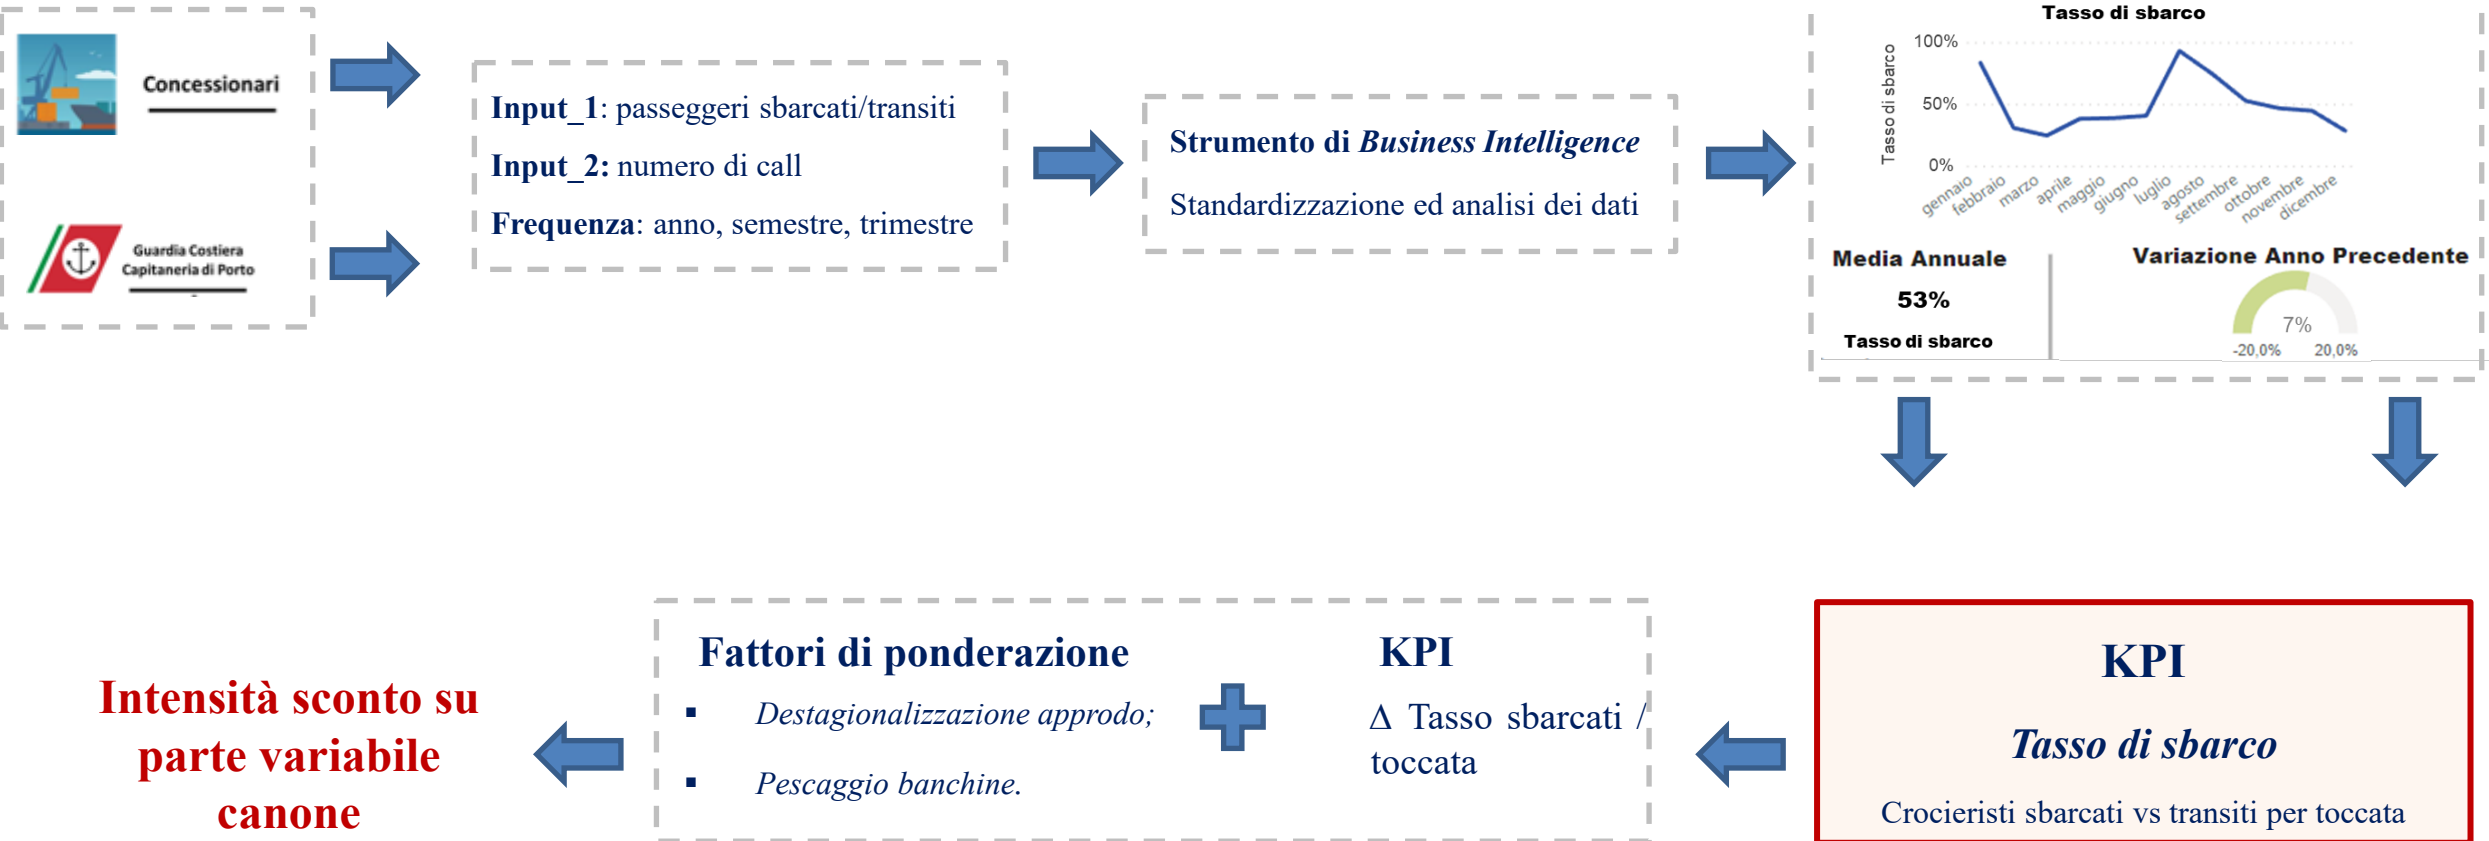 Concessionari
Guardia Costiera
Capitaneria di Porto
Input_1: passeggeri sbarcati/transiti
Input_2: numero di call
Frequenza: anno, semestre, trimestre
Strumento di Business Intelligence
Standardizzazione ed analisi dei dati
Tasso di sbarco
Tasso di sbarco
100%
50%
0%
gennaio
febbraio
marzo
aprile
maggio
giugno
luglio
agosto
settembre
ottobre
novembre
dicembre
Media Annuale
53%
Tasso di sbarco
Variazione Anno Precedente
7%
-20,0%
20,0%
KPI
Tasso di sbarco
Crocieristi sbarcati vs transiti per toccata
Fattori di ponderazione
▪ Destagionalizzazione approdo;
▪ Pescaggio banchine.
KPI
Δ Tasso sbarcati /
toccata
Intensità sconto su
parte variabile
canone